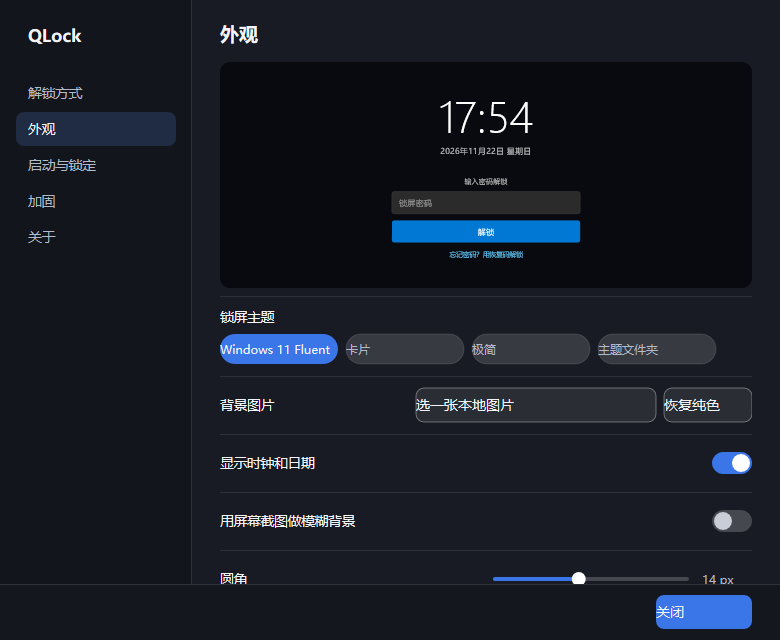 QLock
解锁方式
外观
启动与锁定
加固
关于
外观
17:54
2026年11月22日 星期日
输入密码解锁
锁屏密码
解锁
忘记密码？用恢复码解锁
锁屏主题
Windows 11 Fluent 卡片 极简 主题文件夹
背景图片 选一张本地图片 恢复纯色
显示时钟和日期
用屏幕截图做模糊背景
圆角 14 px
关闭